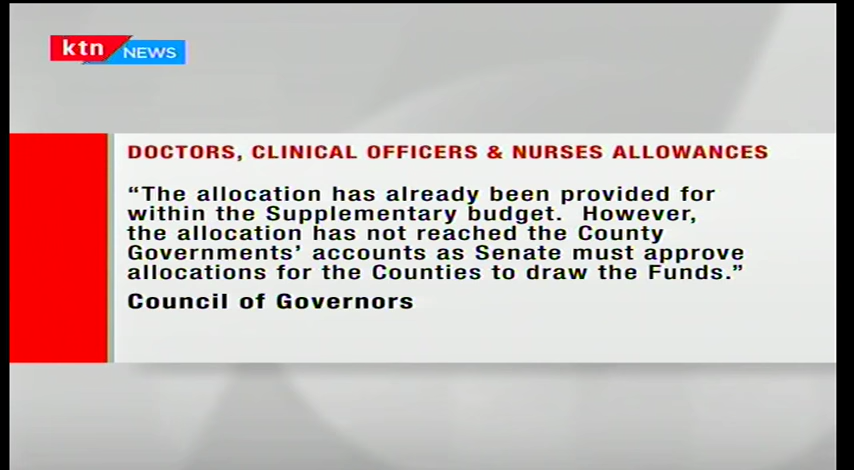 ktn NEWS
DOCTORS, CLINICAL OFFICERS & NURSES ALLOWANCES
“The allocation has already been provided for
within the Supplementary budget.  However,
the allocation has not reached the County
Governments’ accounts as Senate must approve
allocations for the Counties to draw the Funds.”
Council of Governors